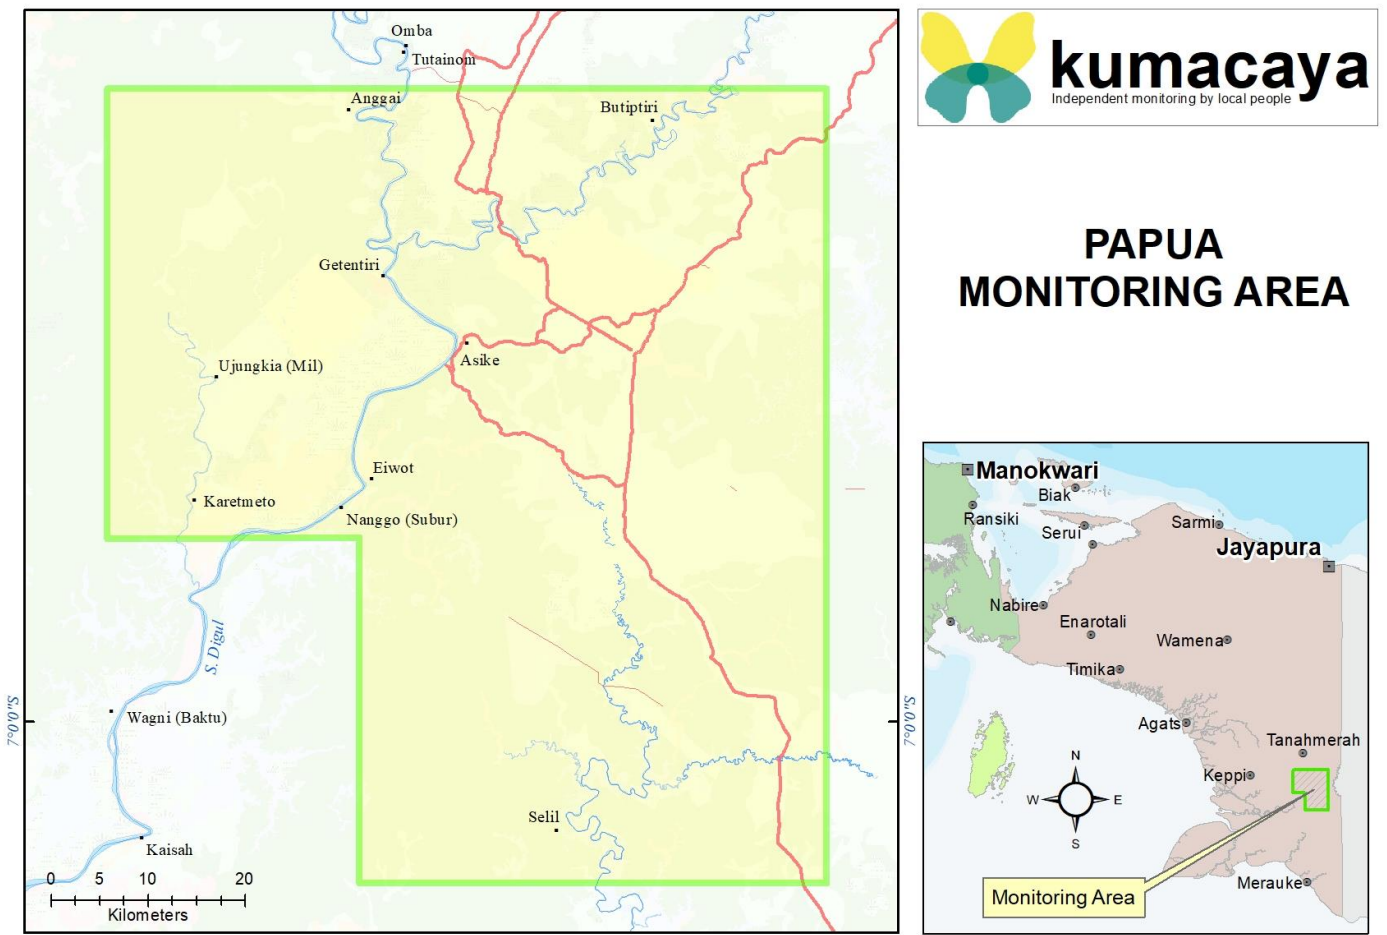 Omba
Tutainom
Anggai
Butiptiri
Getentiri
Asike
Ujungkia (Mil)
Eiwot
Karetmeto
Nanggo (Subur)
S. Digul
Wagni (Baktu)
Selil
Kaisah
7°0'0"S
7°0'0"S
0 5 10 20
Kilometers
kumacaya
Independent monitoring by local people
PAPUA
MONITORING AREA
Manokwari
Biak
Ransiki
Serui
Sarmi
Jayapura
Nabire
Enarotali
Wamena
Timika
Agats
Tanahmerah
Keppi
N
W E
S
Merauke
Monitoring Area